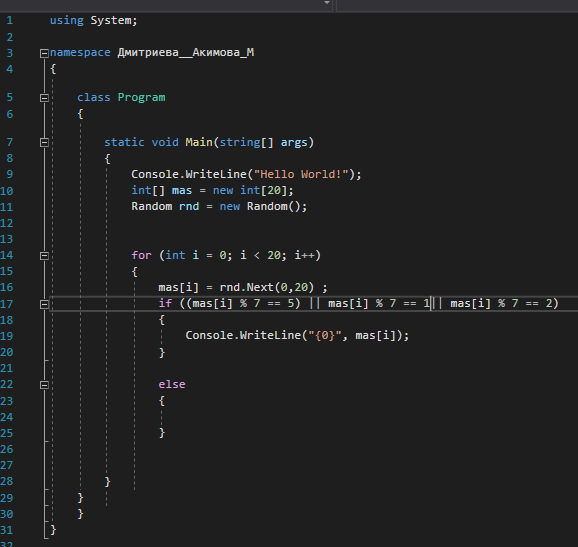 1 using System;
2
3 namespace Дмитриева__Акимова_М
4 {
5 class Program
6 {
7 static void Main(string[] args)
8 {
9 Console.WriteLine("Hello World!");
10 int[] mas = new int[20];
11 Random rnd = new Random();
12
13
14 for (int i = 0; i < 20; i++)
15 {
16 mas[i] = rnd.Next(0,20) ;
17 if ((mas[i] % 7 == 5) || mas[i] % 7 == 1|| mas[i] % 7 == 2)
18 {
19 Console.WriteLine("{0}", mas[i]);
20 }
21
22 else
23 {
24
25 }
26
27
28 }
29 }
30 }
31 }
32